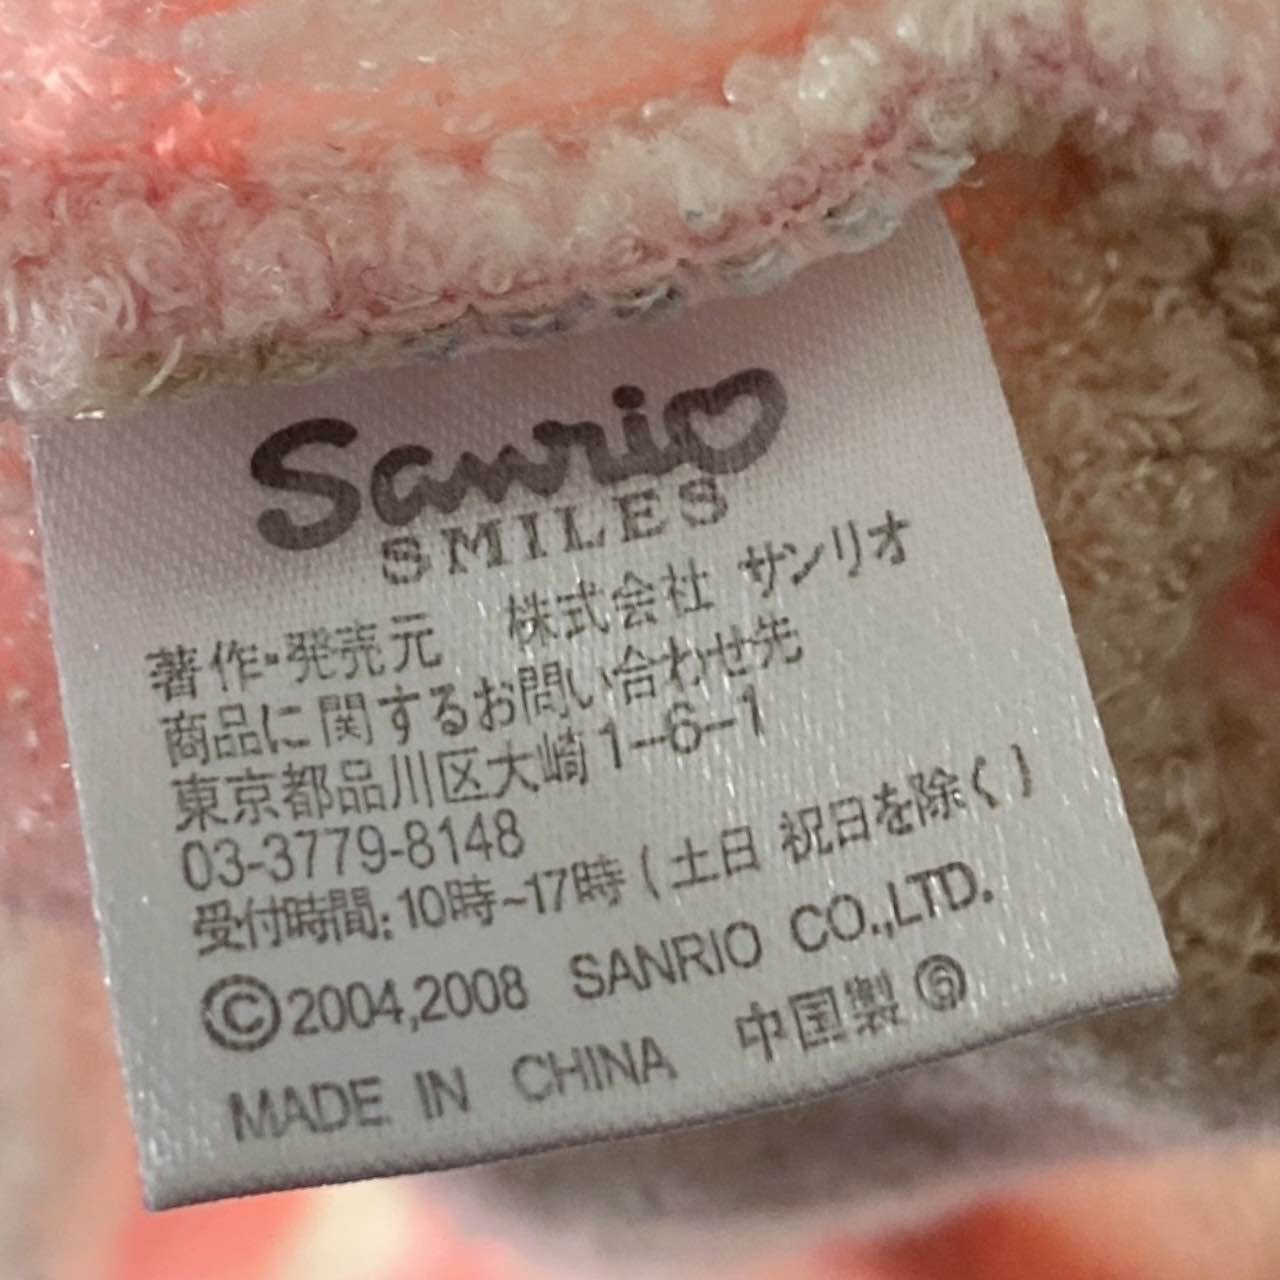 Sanrio
SMILES
著作・発売元 株式会社 サンリオ
商品に関するお問い合わせ先
東京都品川区大崎1-6-1
03-3779-8148
受付時間:10時~17時(土日 祝日を除く)
©2004,2008 SANRIO CO.,LTD.
MADE IN CHINA 中国製 ⑥